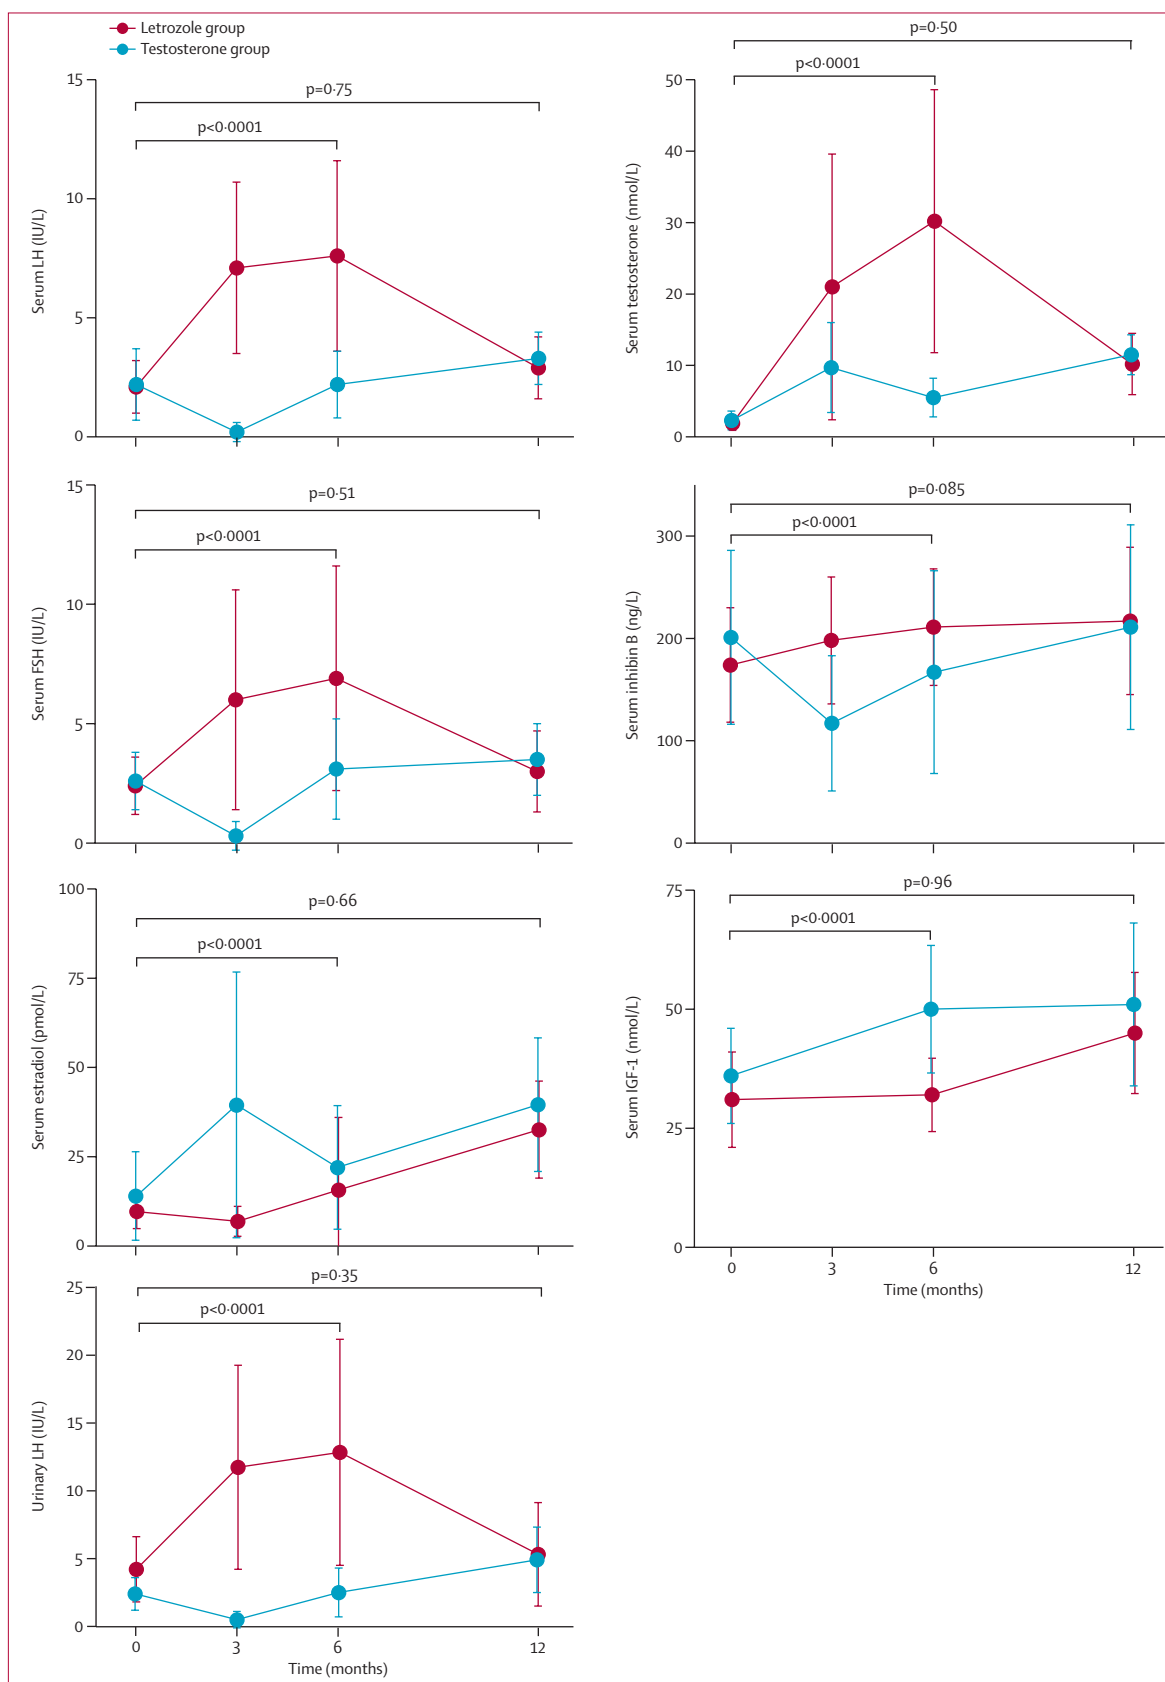 Letrozole group
Testosterone group
15
10
5
0
Serum LH (IU/L)
p=0·75
p<0·0001
50
40
30
20
10
0
Serum testosterone (nmol/L)
p=0·50
p<0·0001
15
10
5
0
Serum FSH (IU/L)
p=0·51
p<0·0001
300
200
100
0
Serum inhibin B (ng/L)
p=0·085
p<0·0001
100
75
50
25
0
Serum estradiol (pmol/L)
p=0·66
p<0·0001
75
50
25
0
Serum IGF-1 (nmol/L)
p=0·96
p<0·0001
0 3 6 12
Time (months)
25
20
15
10
5
0
Urinary LH (IU/L)
p=0·35
p<0·0001
0 3 6 12
Time (months)